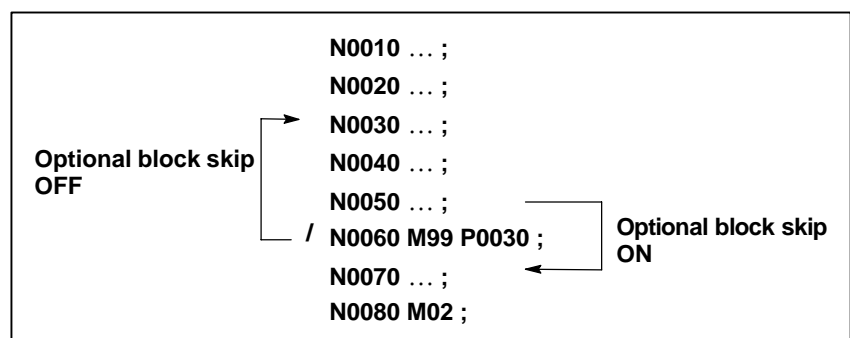 N0010 … ;
N0020 … ;
N0030 … ;
N0040 … ;
Optional block skip
OFF
N0050 … ;
/ N0060 M99 P0030 ;
Optional block skip
ON
N0070 … ;
N0080 M02 ;